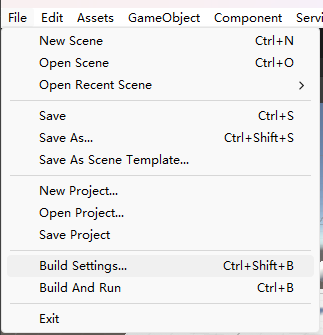 File Edit Assets GameObject Component
New Scene Ctrl+N
Open Scene Ctrl+O
Open Recent Scene
Save Ctrl+S
Save As... Ctrl+Shift+S
Save As Scene Template...
New Project...
Open Project...
Save Project
Build Settings... Ctrl+Shift+B
Build And Run Ctrl+B
Exit